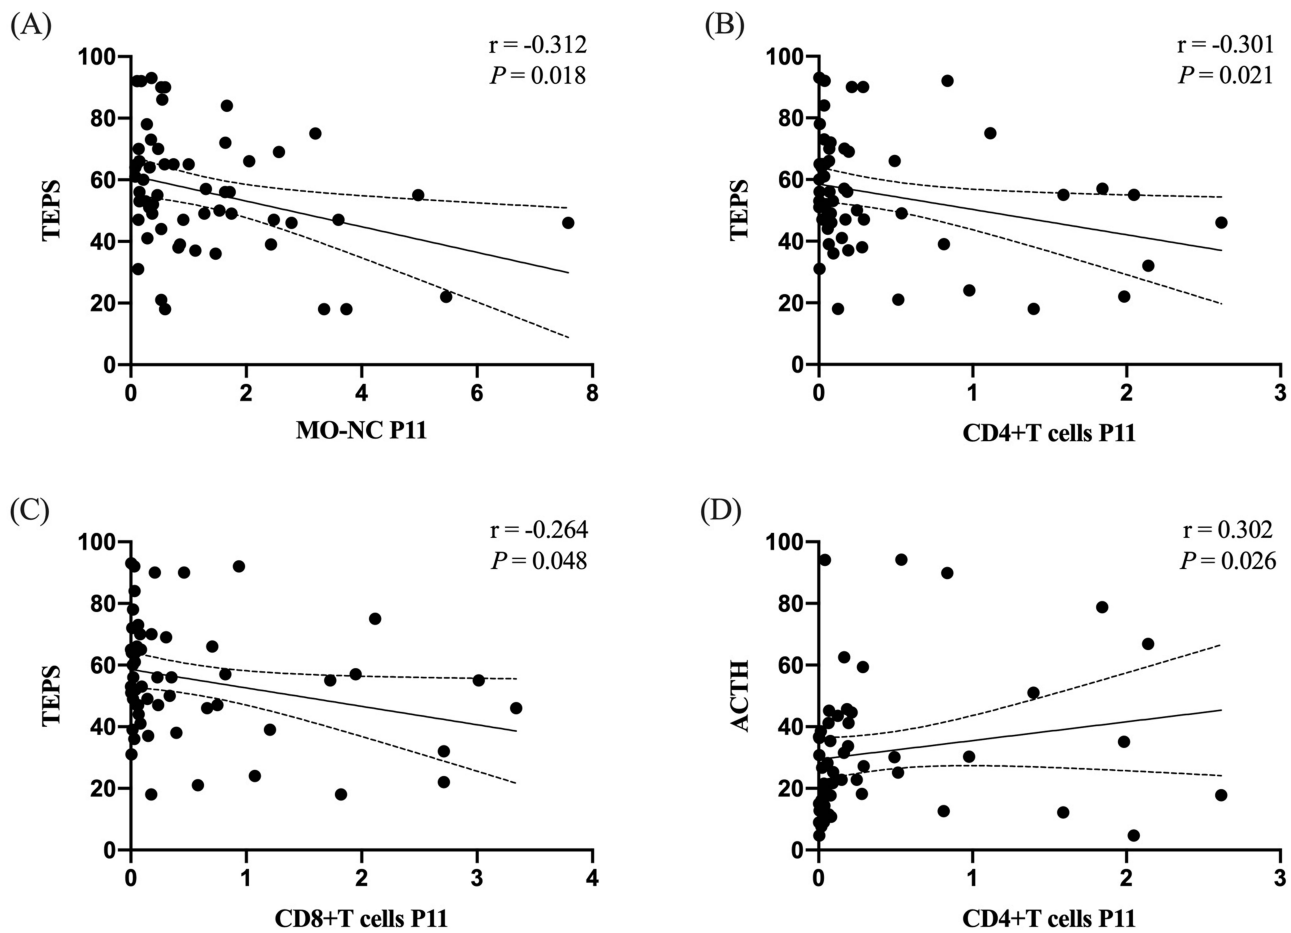 (A)
r = -0.312
P = 0.018
100
80
60
40
20
0
TEPS
0 2 4 6 8
MO-NC P11
(B)
r = -0.301
P = 0.021
100
80
60
40
20
0
TEPS
0 1 2 3
CD4+T cells P11
(C)
r = -0.264
P = 0.048
100
80
60
40
20
0
TEPS
0 1 2 3 4
CD8+T cells P11
(D)
r = 0.302
P = 0.026
100
80
60
40
20
0
ACTH
0 1 2 3
CD4+T cells P11